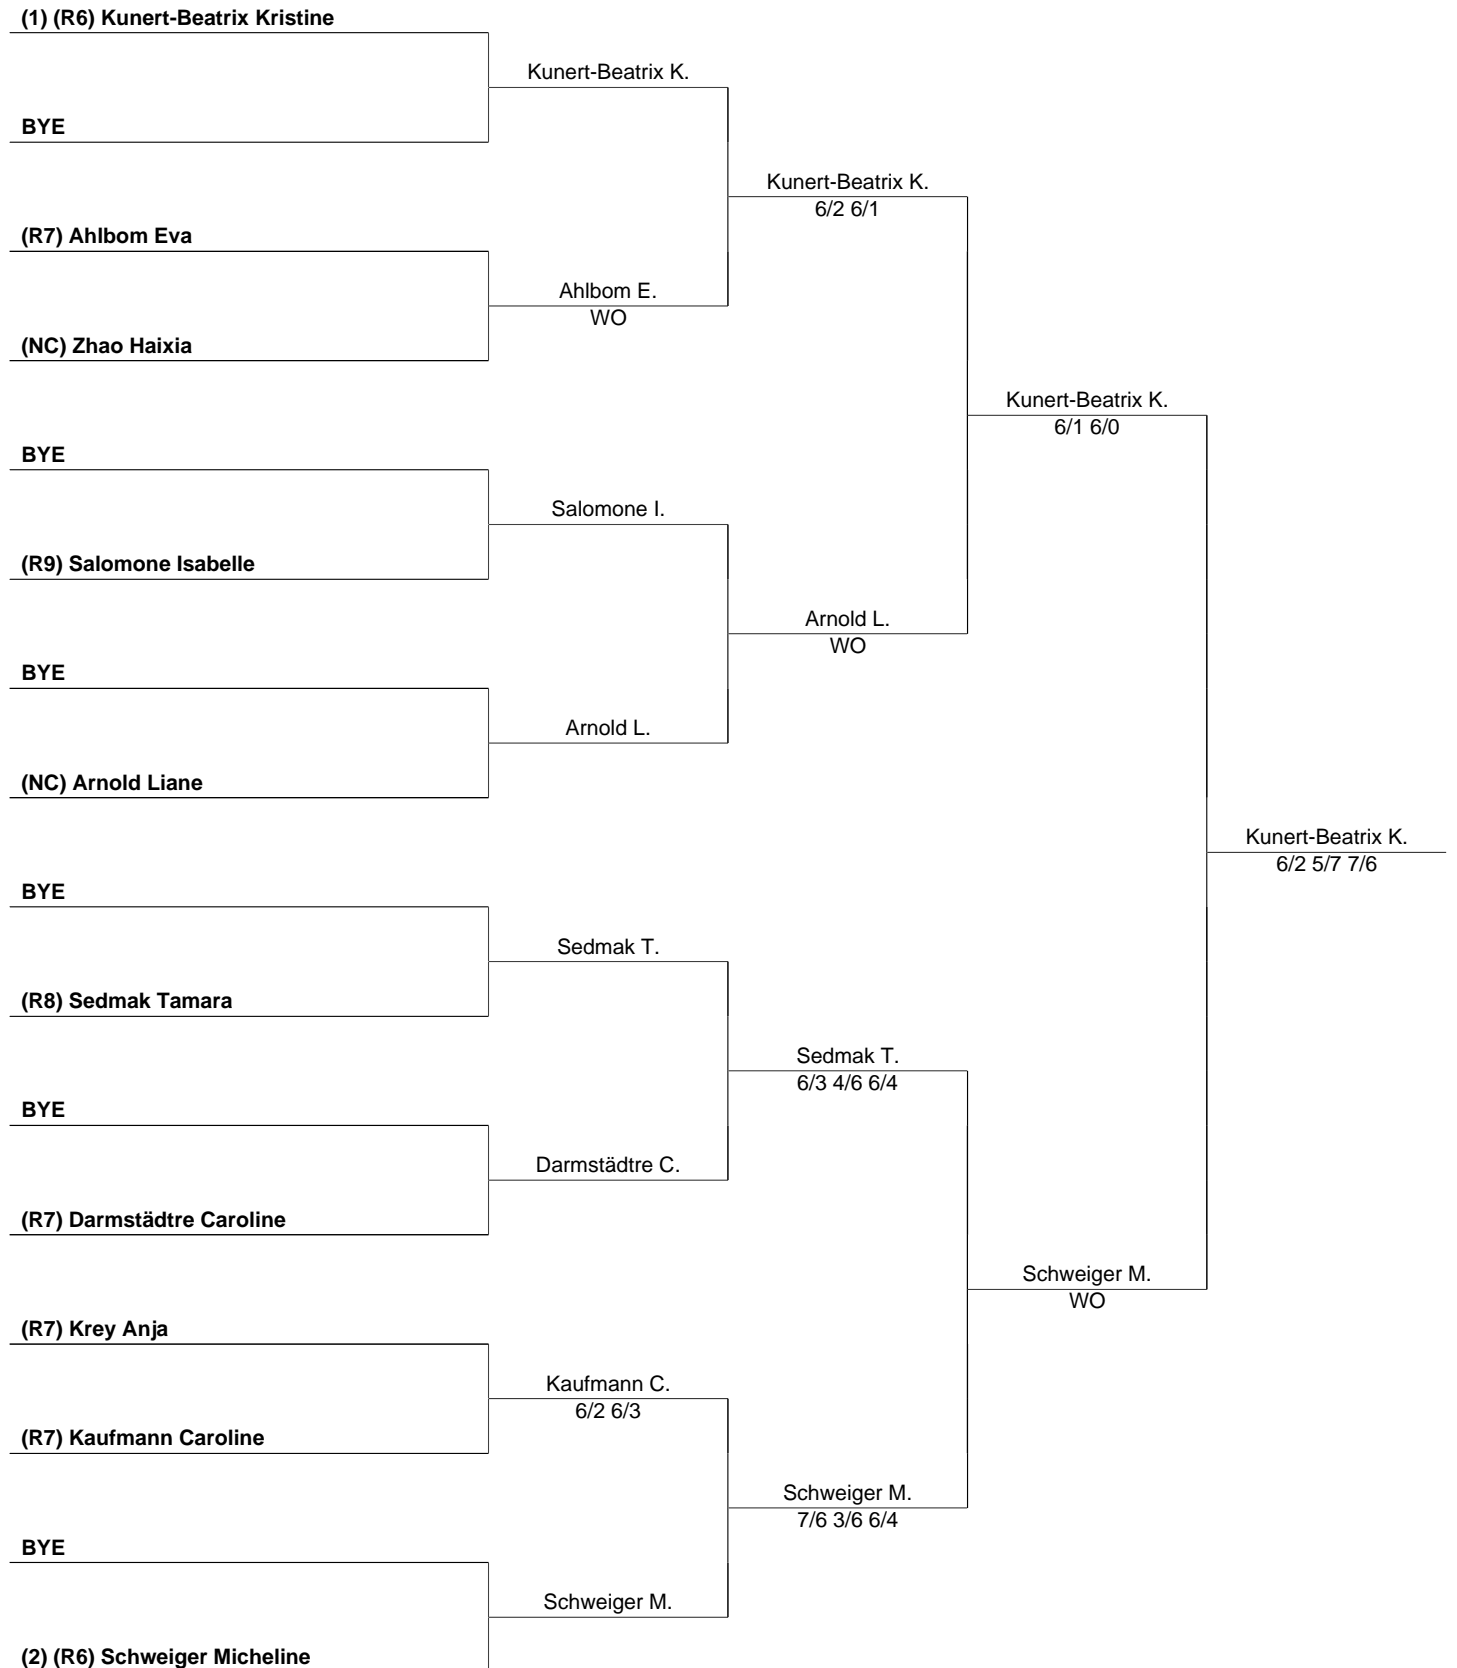 (1) (R6) Kunert-Beatrix Kristine
Kunert-Beatrix K.
BYE
Kunert-Beatrix K.
6/2 6/1
(R7) Ahlbom Eva
Ahlbom E.
WO
(NC) Zhao Haixia
Kunert-Beatrix K.
6/1 6/0
BYE
Salomone I.
(R9) Salomone Isabelle
Arnold L.
WO
BYE
Arnold L.
(NC) Arnold Liane
Kunert-Beatrix K.
6/2 5/7 7/6
BYE
Sedmak T.
(R8) Sedmak Tamara
Sedmak T.
6/3 4/6 6/4
BYE
Darmstädtre C.
(R7) Darmstädtre Caroline
Schweiger M.
WO
(R7) Krey Anja
Kaufmann C.
6/2 6/3
(R7) Kaufmann Caroline
Schweiger M.
7/6 3/6 6/4
BYE
Schweiger M.
(2) (R6) Schweiger Micheline